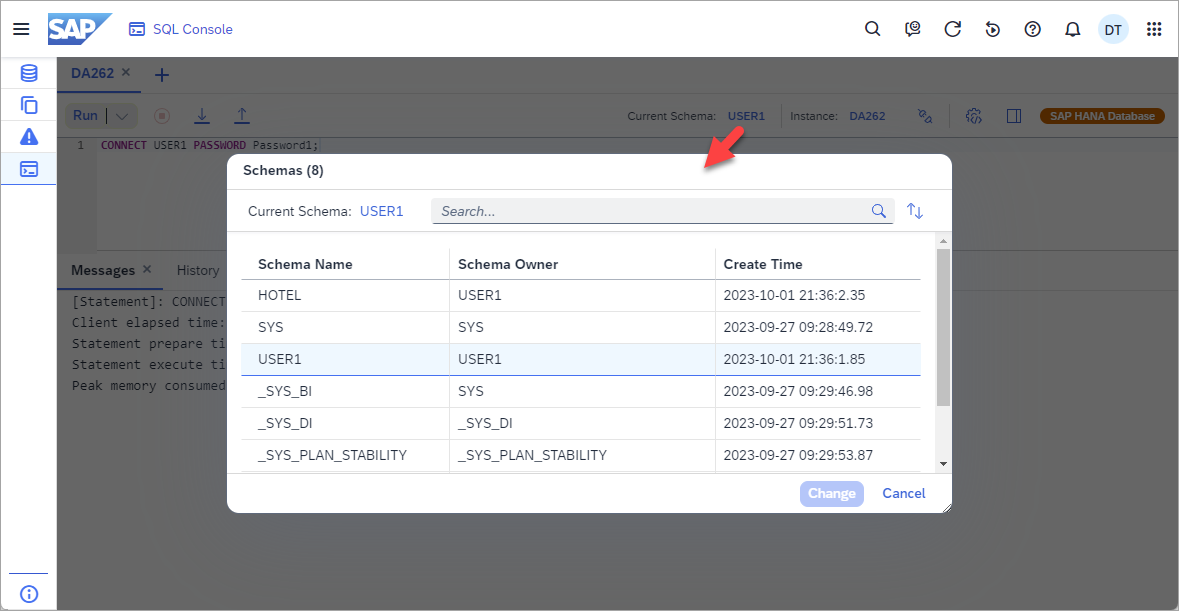 SAP SQL Console DT
DA262
Run Current Schema: USER1 Instance: DA262 SAP HANA Database
1 CONNECT USER1 PASSWORD Password1;
Schemas (8)
Current Schema: USER1 Search...
Schema Name Schema Owner Create Time
HOTEL USER1 2023-10-01 21:36:2.35
SYS SYS 2023-09-27 09:28:49.72
USER1 USER1 2023-10-01 21:36:1.85
_SYS_BI SYS 2023-09-27 09:29:46.98
_SYS_DI _SYS_DI 2023-09-27 09:29:51.73
_SYS_PLAN_STABILITY _SYS_PLAN_STABILITY 2023-09-27 09:29:53.87
Change Cancel
Messages History
[Statement]: CONNECT
Client elapsed time:
Statement prepare ti
Statement execute ti
Peak memory consumed